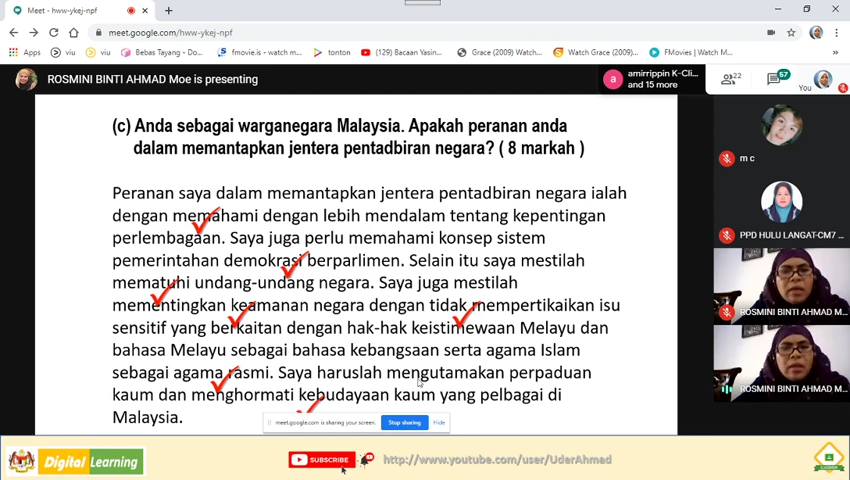 Meet - hww-ykej-npf
meet.google.com/hww-ykej-npf
Apps
viu
viu
Bebas Tayang - Do...
fmovie.is - watch m...
tonton
(129) Bacaan Yasin...
Grace (2009) Watch...
Watch Grace (2009)...
FMovies | Watch M...
ROSMINI BINTI AHMAD Moe is presenting
a
amirripin K-Cli...
and 15 more
22
67
You
(c) Anda sebagai warganegara Malaysia. Apakah peranan anda
dalam memantapkan jentera pentadbiran negara? ( 8 markah )
Peranan saya dalam memantapkan jentera pentadbiran negara ialah
dengan memahami dengan lebih mendalam tentang kepentingan
perlembagaan. Saya juga perlu memahami konsep sistem
pemerintahan demokrasi berparlimen. Selain itu saya mestilah
mematuhi undang-undang negara. Saya juga mestilah
mementingkan keamanan negara dengan tidak mempertikaikan isu
sensitif yang berkaitan dengan hak-hak keistimewaan Melayu dan
bahasa Melayu sebagai bahasa kebangsaan serta agama Islam
sebagai agama rasmi. Saya haruslah mengutamakan perpaduan
kaum dan menghormati kebudayaan kaum yang pelbagai di
Malaysia.
m c
PPD HULU LANGAT-CM7 ...
ROSMINI BINTI AHMAD M...
ROSMINI BINTI AHMAD M...
meet.google.com is sharing your screen.
Stop sharing
Hide
Digital Learning
SUBSCRIBE
http://www.youtube.com/user/UderAhmad